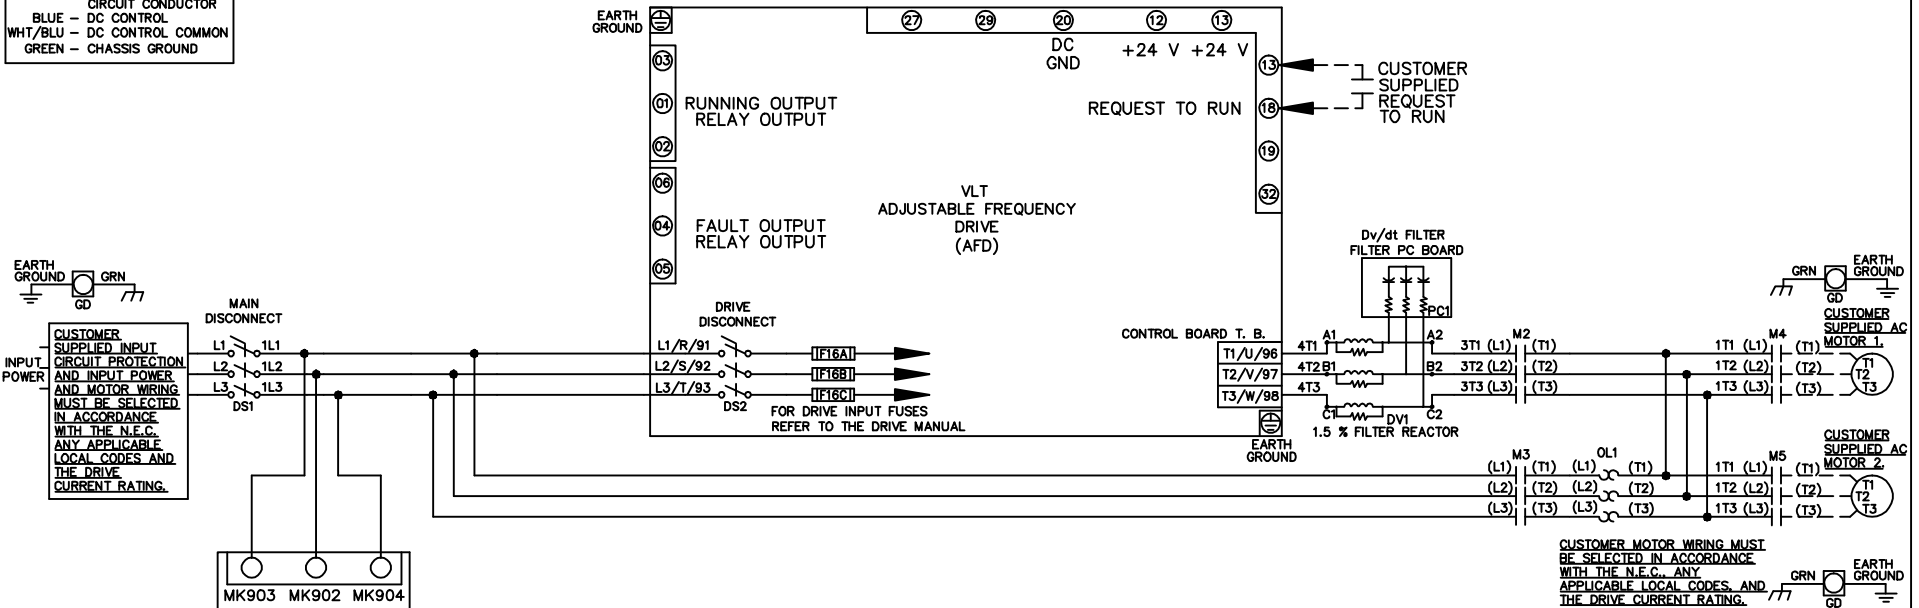 CIRCUIT CONDUCTOR
BLUE – DC CONTROL
WHT/BLU – DC CONTROL COMMON
GREEN – CHASSIS GROUND
EARTH
GROUND
27
29
20
12
13
DC
GND
+24 V
+24 V
03
01
02
RUNNING OUTPUT
RELAY OUTPUT
06
04
05
FAULT OUTPUT
RELAY OUTPUT
13
18
19
32
REQUEST TO RUN
CUSTOMER
SUPPLIED
REQUEST
TO RUN
VLT
ADJUSTABLE FREQUENCY
DRIVE
(AFD)
EARTH
GROUND
GRN
GD
INPUT
POWER
CUSTOMER
SUPPLIED INPUT
CIRCUIT PROTECTION
AND INPUT POWER
AND MOTOR WIRING
MUST BE SELECTED
IN ACCORDANCE
WITH THE N.E.C.
ANY APPLICABLE
LOCAL CODES AND
THE DRIVE
CURRENT RATING.
MAIN
DISCONNECT
L1 1L1
L2 1L2
L3 1L3
DS1
MK903 MK902 MK904
DRIVE
DISCONNECT
L1/R/91
L2/S/92
L3/T/93
DS2
F16A
F16B
F16C
FOR DRIVE INPUT FUSES
REFER TO THE DRIVE MANUAL
CONTROL BOARD T. B.
T1/U/96
T2/V/97
T3/W/98
EARTH
GROUND
4T1
4T2
4T3
Dv/dt FILTER
FILTER PC BOARD
PC1
A1 A2
B1 B2
C1 C2
DV1
1.5 % FILTER REACTOR
M2
3T1 (L1) (T1)
3T2 (L2) (T2)
3T3 (L3) (T3)
M4
1T1 (L1) (T1)
1T2 (L2) (T2)
1T3 (L3) (T3)
GRN
GD
EARTH
GROUND
CUSTOMER
SUPPLIED AC
MOTOR 1.
T1
T2
T3
M3
(L1) (T1)
(L2) (T2)
(L3) (T3)
OL1
(L1) (T1)
(L2) (T2)
(L3) (T3)
M5
1T1 (L1) (T1)
1T2 (L2) (T2)
1T3 (L3) (T3)
CUSTOMER
SUPPLIED AC
MOTOR 2.
T1
T2
T3
CUSTOMER MOTOR WIRING MUST
BE SELECTED IN ACCORDANCE
WITH THE N.E.C., ANY
APPLICABLE LOCAL CODES, AND
THE DRIVE CURRENT RATING.
GRN
GD
EARTH
GROUND